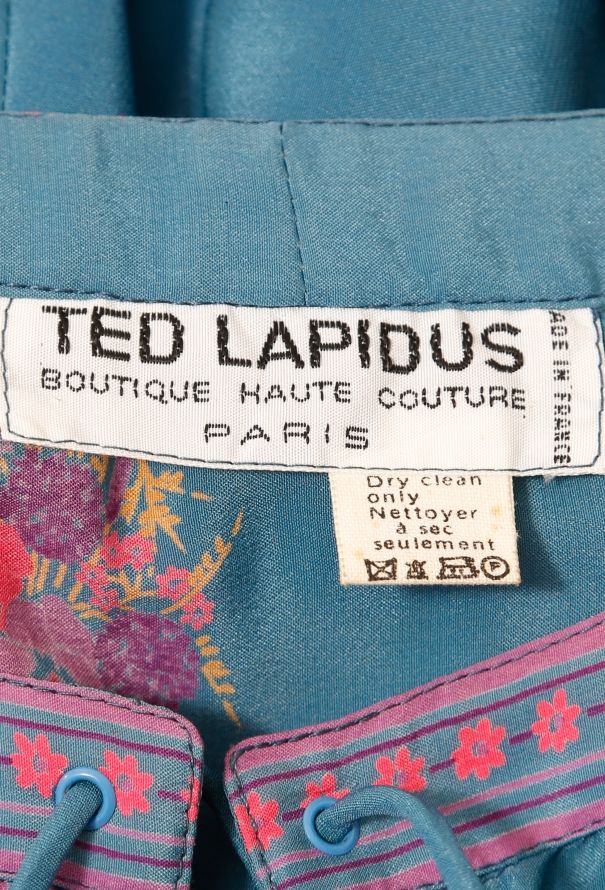 TED LAPIDUS
BOUTIQUE HAUTE COUTURE
PARIS
MADE IN FRANCE
Dry clean
only
Nettoyer
à sec
seulement
P